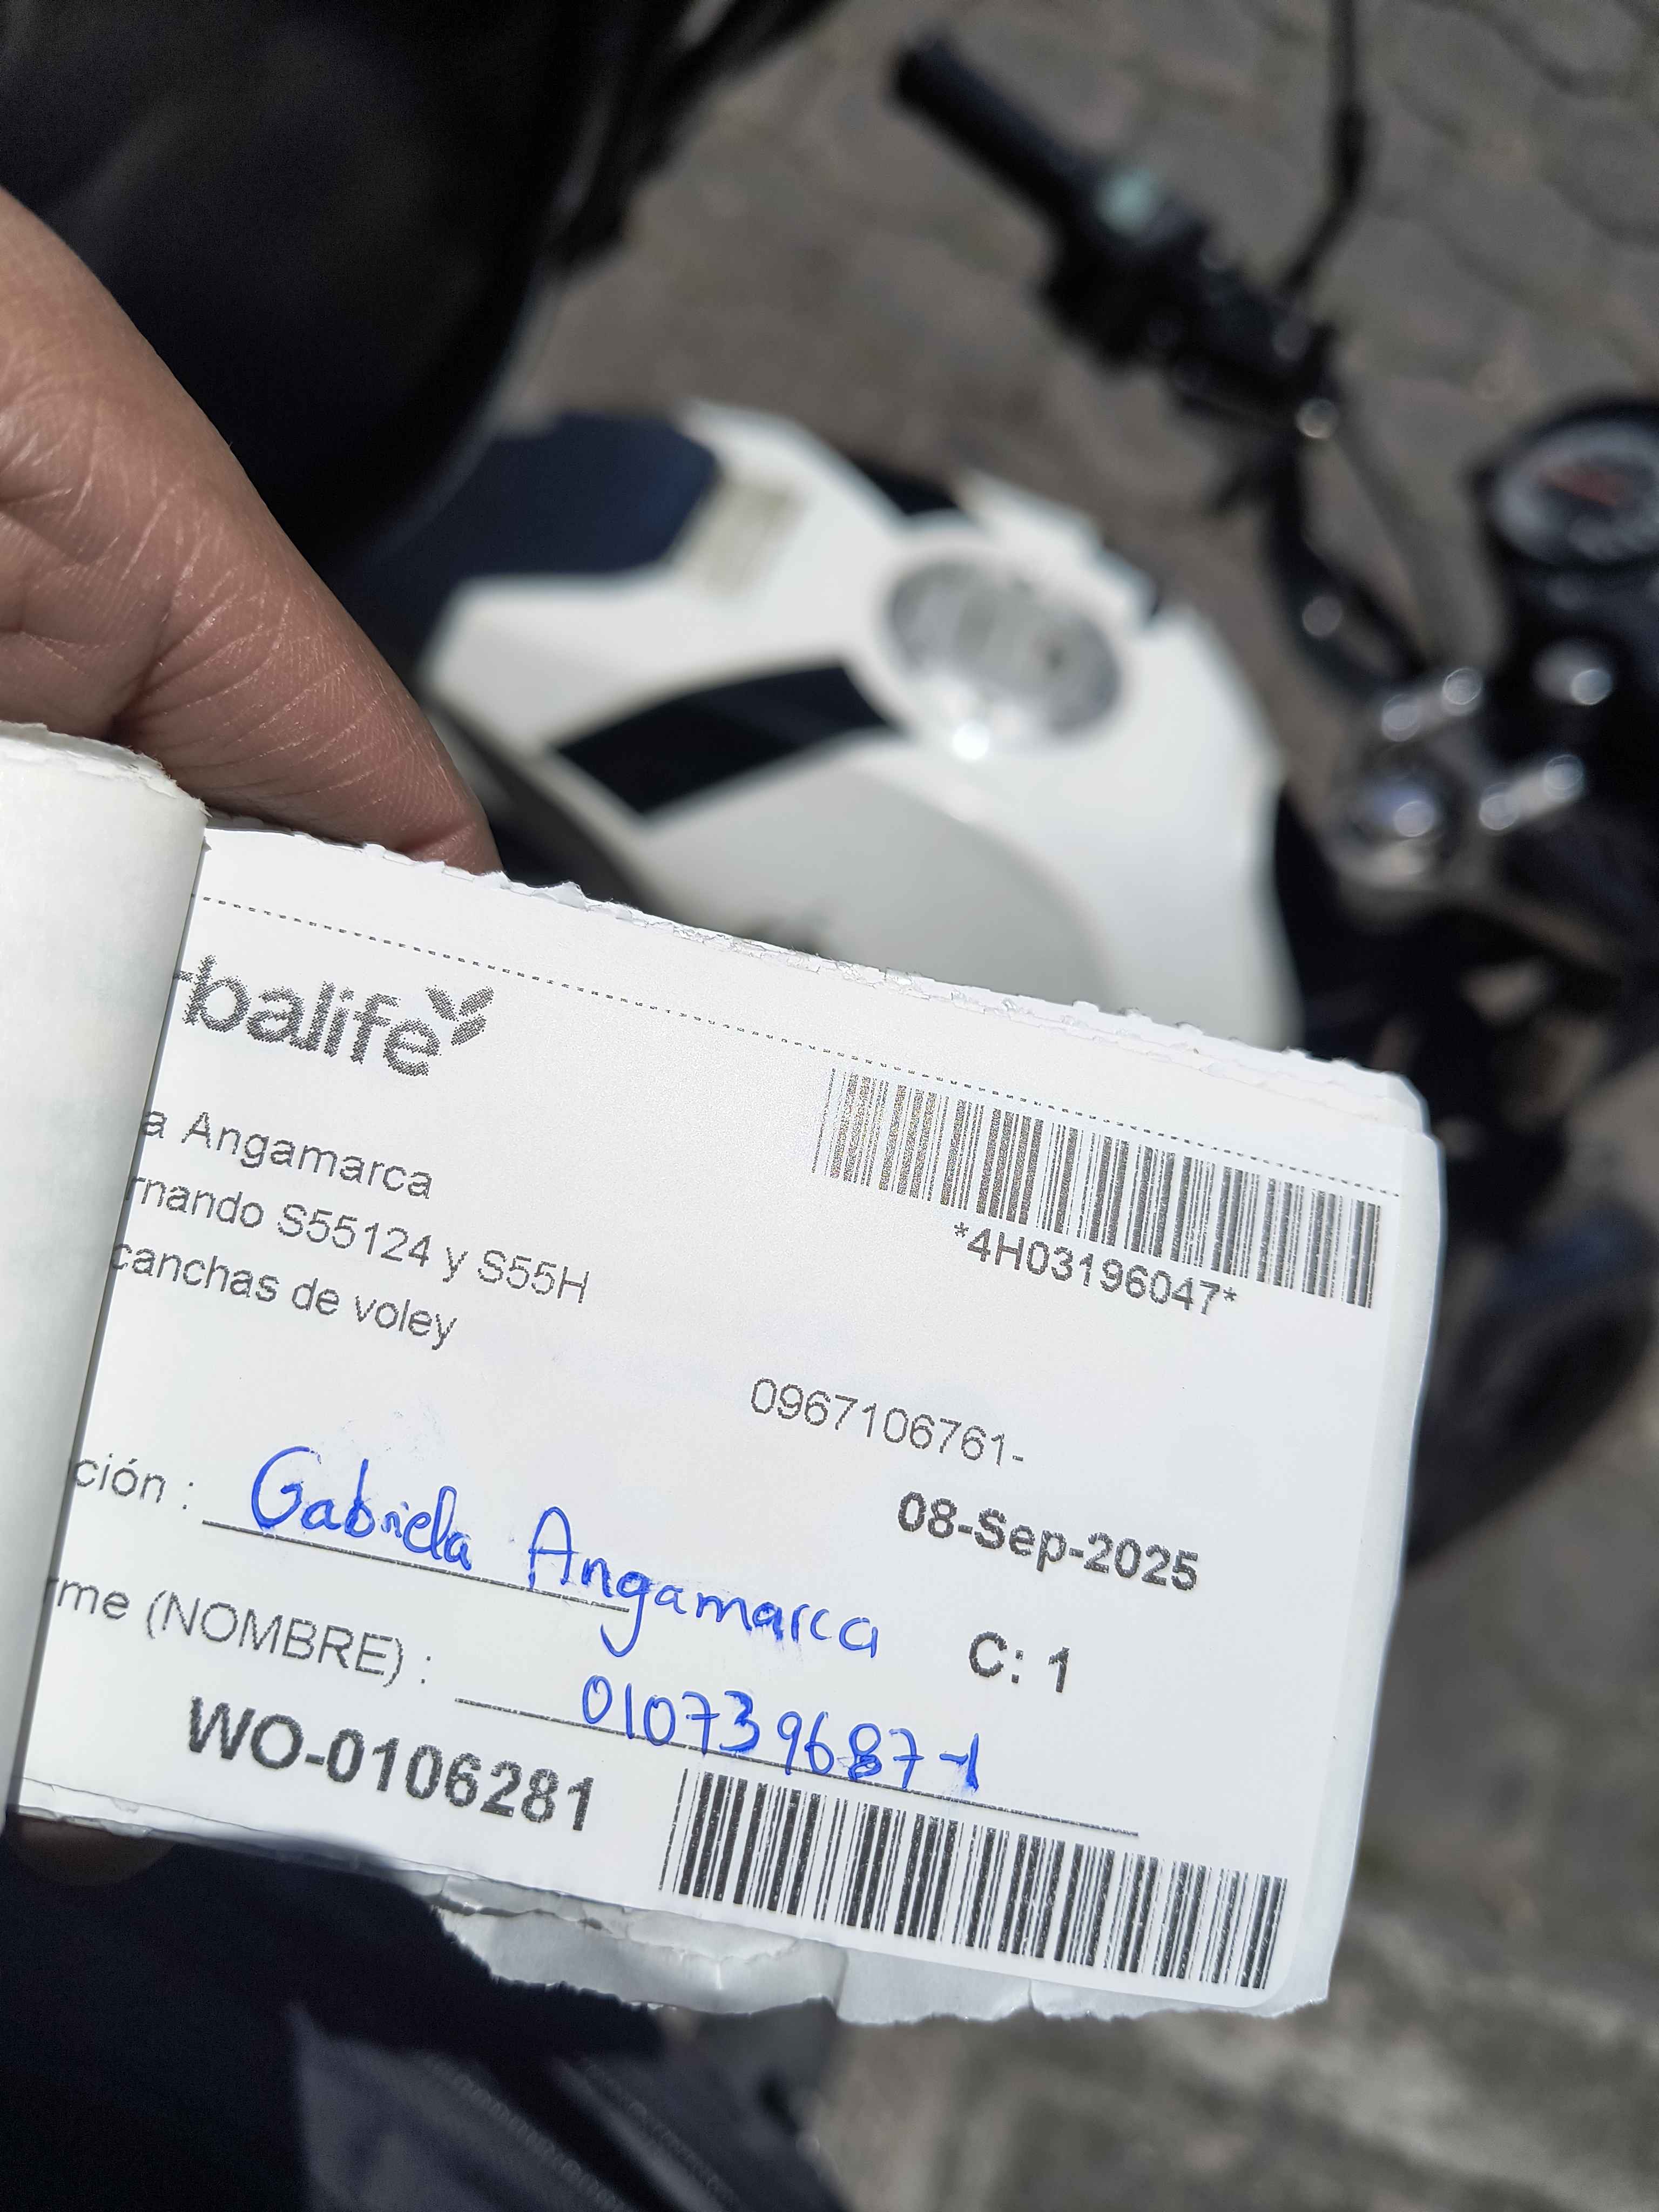 rbalife
a Angamarca
rnando S55124 y S55H
canchas de voley
*4H03196047*
0967106761-
08-Sep-2025
ción : Gabriela Angamarca
C: 1
rme (NOMBRE) : 010739687-1
WO-0106281